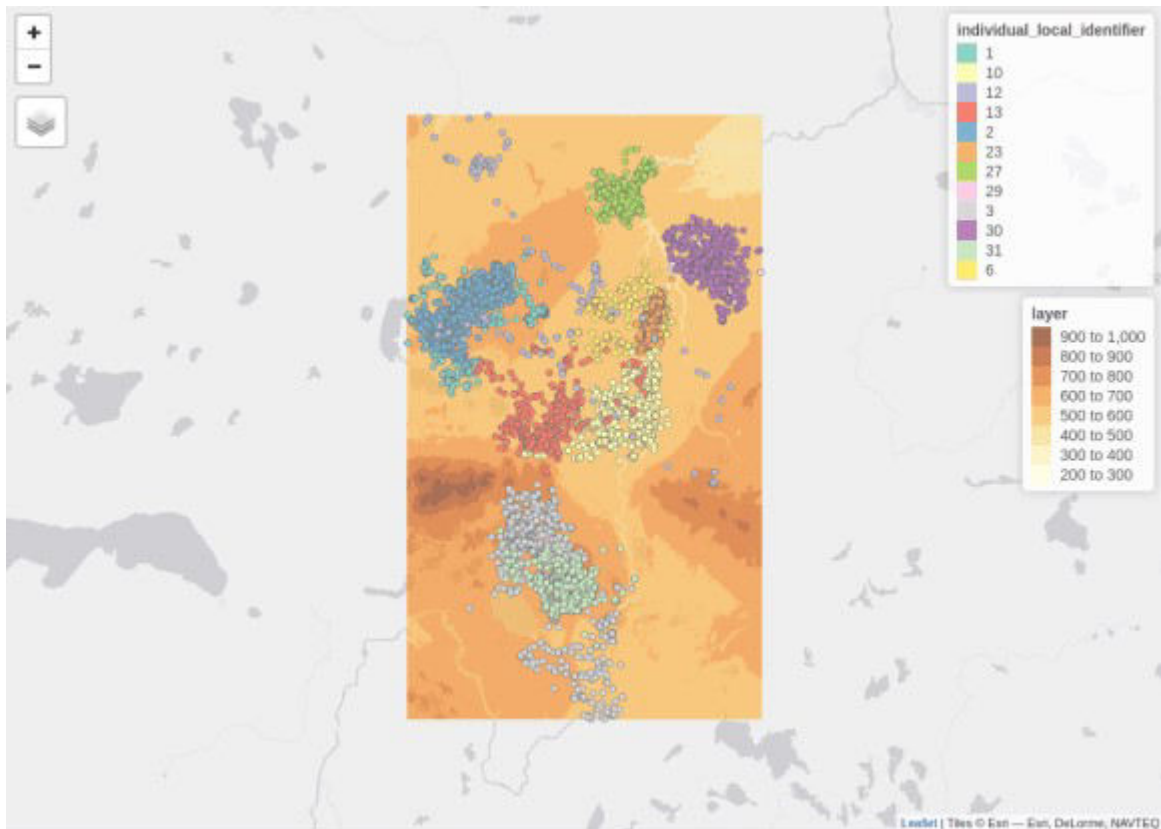 +
−
individual_local_identifier
1
10
12
13
2
23
27
29
3
30
31
6
layer
900 to 1,000
800 to 900
700 to 800
600 to 700
500 to 600
400 to 500
300 to 400
200 to 300
Leaflet | Tiles © Esri — Esri, DeLorme, NAVTEQ